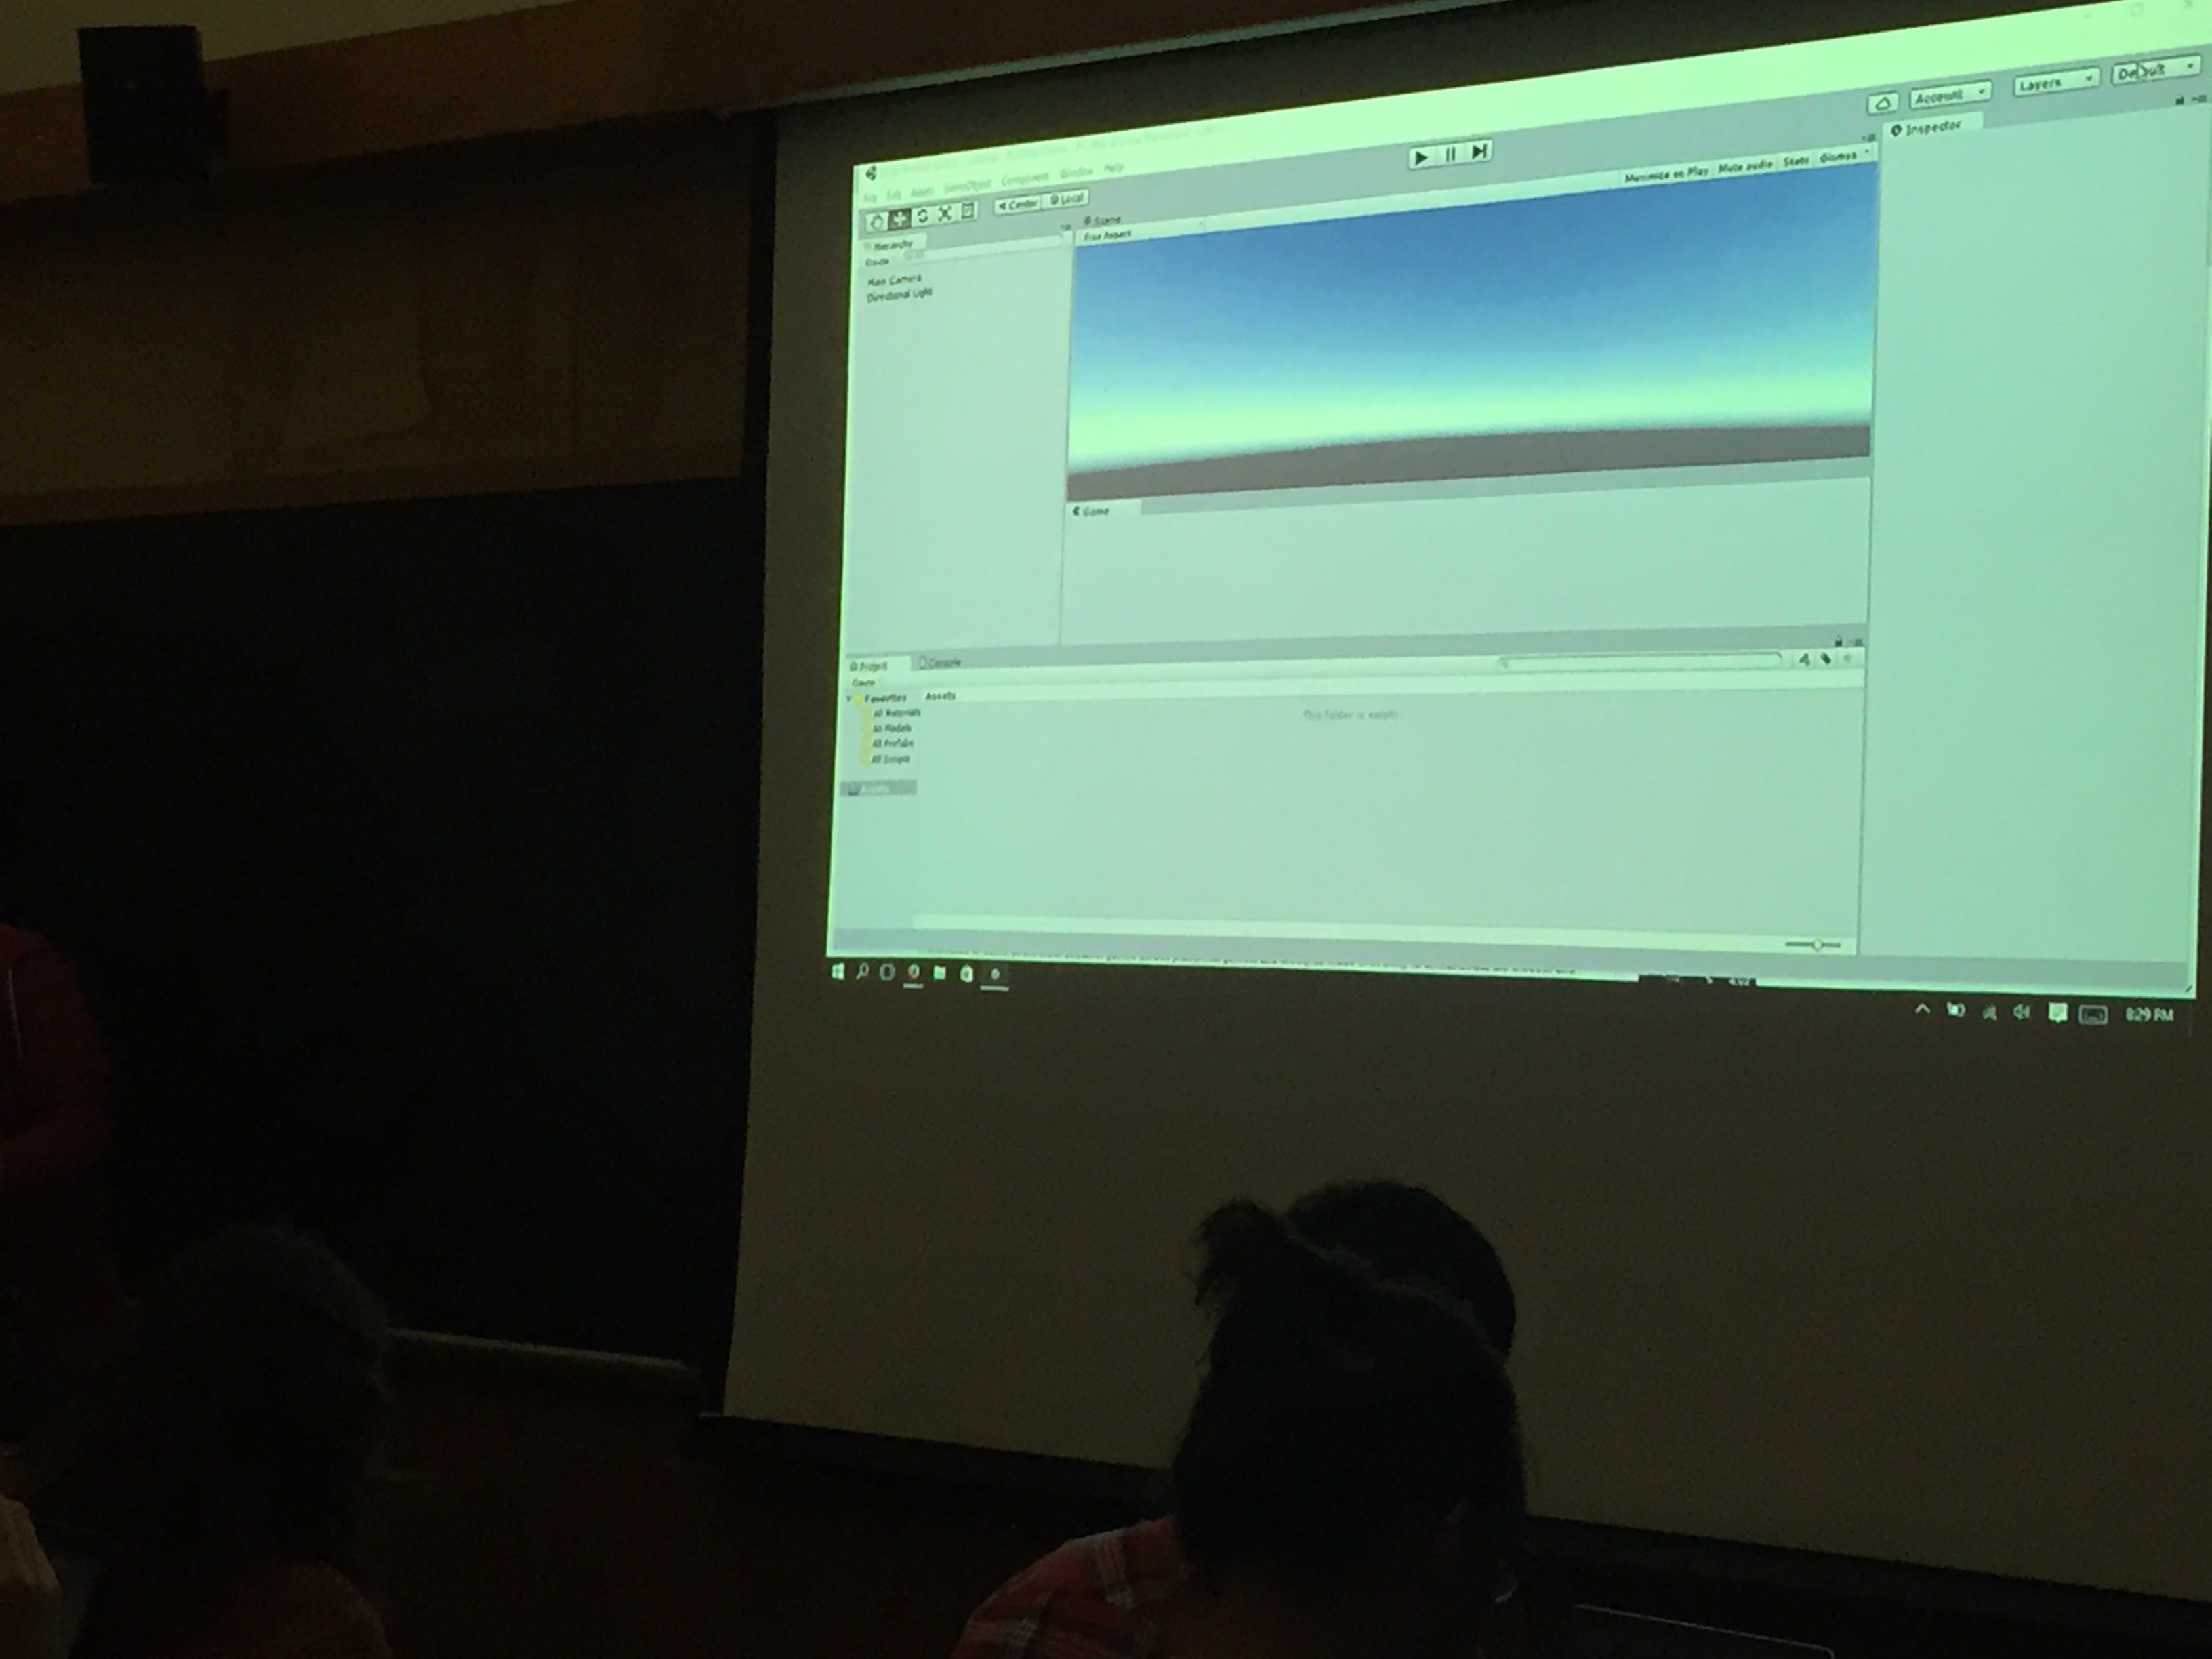 Account Layers Default
File Edit Assets GameObject Component Window Help
Center Local
Inspector
Hierarchy
Scene
Maximize on Play Mute audio Stats Gizmos
Create
Free Aspect
Main Camera
Directional Light
Game
Project Console
Create
Favorites Assets
All Materials
All Models
All Prefabs
All Scripts
This folder is empty
Assets
8:29 PM